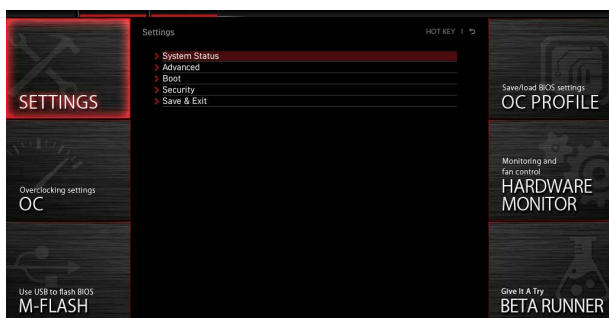 SETTINGS
Overclocking settings
OC
Use USB to flash BIOS
M-FLASH
Settings
HOT KEY |
System Status
Advanced
Boot
Security
Save & Exit
Save/load BIOS settings
OC PROFILE
Monitoring and
fan control
HARDWARE
MONITOR
Give It A Try
BETA RUNNER